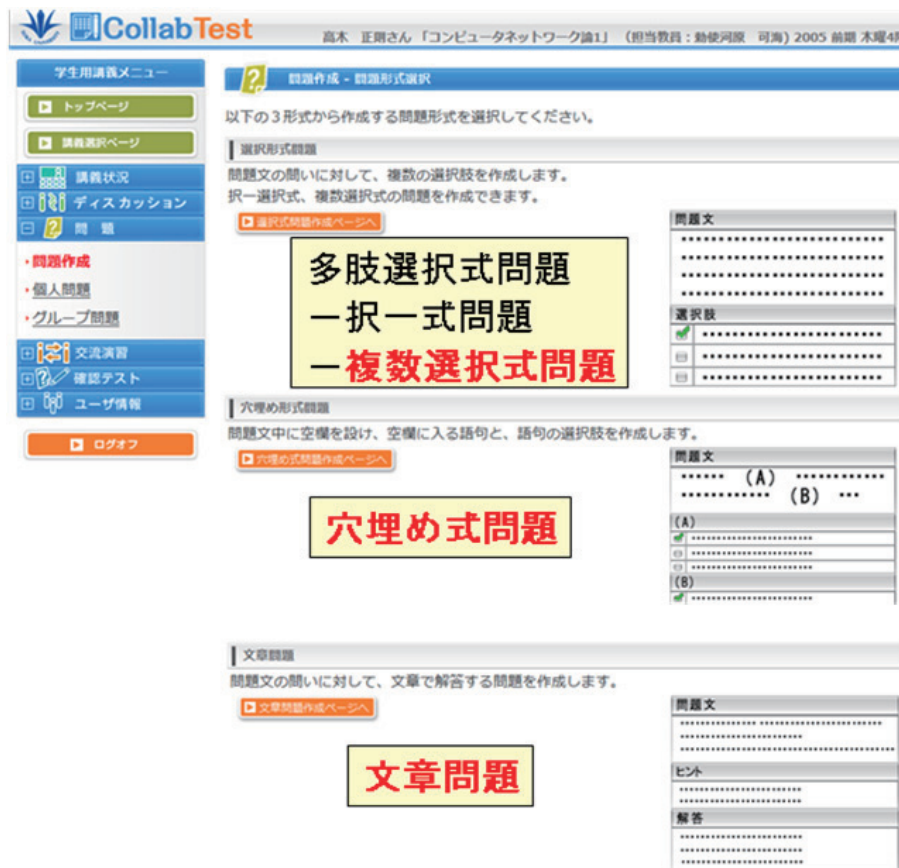 CollabTest
高木 正剛さん 「コンピュータネットワーク論1」 (担当教員:勅使河原 可海) 2005 前期 木曜4
学生用講義メニュー
トップページ
講義選択ページ
講義状況
ディスカッション
問 題
・問題作成
・個人問題
・グループ問題
交流演習
確認テスト
ユーザ情報
ログオフ
問題作成 - 問題形式選択
以下の3形式から作成する問題形式を選択してください。
選択形式問題
問題文の問いに対して、複数の選択肢を作成します。
択一選択式、複数選択式の問題を作成できます。
選択式問題作成ページへ
多肢選択式問題
ー択一式問題
ー複数選択式問題
問題文
選択肢
穴埋め形式問題
問題文中に空欄を設け、空欄に入る語句と、語句の選択肢を作成します。
穴埋め式問題作成ページへ
穴埋め式問題
問題文
(A)
(B)
(A)
(B)
文章問題
問題文の問いに対して、文章で解答する問題を作成します。
文章問題作成ページへ
文章問題
問題文
ヒント
解答